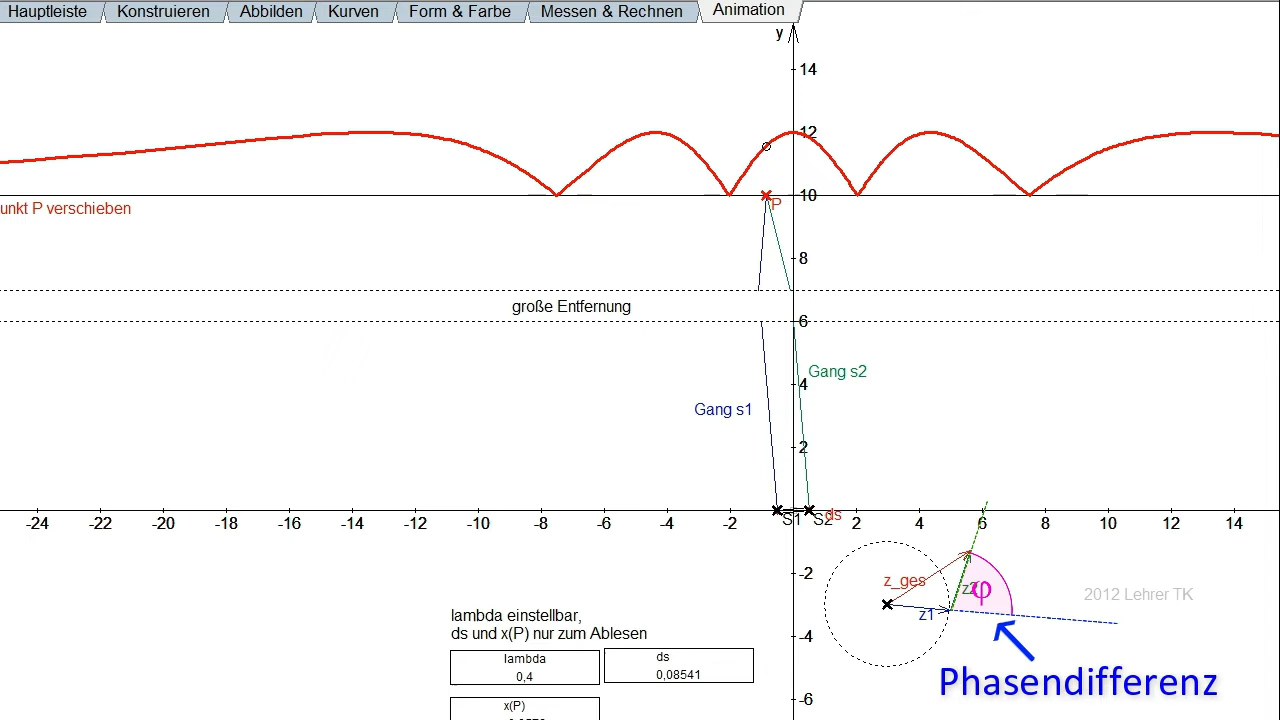 Hauptleiste Konstruieren Abbilden Kurven Form & Farbe Messen & Rechnen Animation
y
14
12
unkt P verschieben
P
10
8
große Entfernung
6
Gang s2
4
Gang s1
2
S1 S2 ds
-24 -22 -20 -18 -16 -14 -12 -10 -8 -6 -4 -2 2 4 6 8 10 12 14
-2
z_ges
φ
2012 Lehrer TK
z1
lambda einstellbar,
ds und x(P) nur zum Ablesen
-4
lambda
0,4
ds
0,08541
Phasendifferenz
-6
x(P)